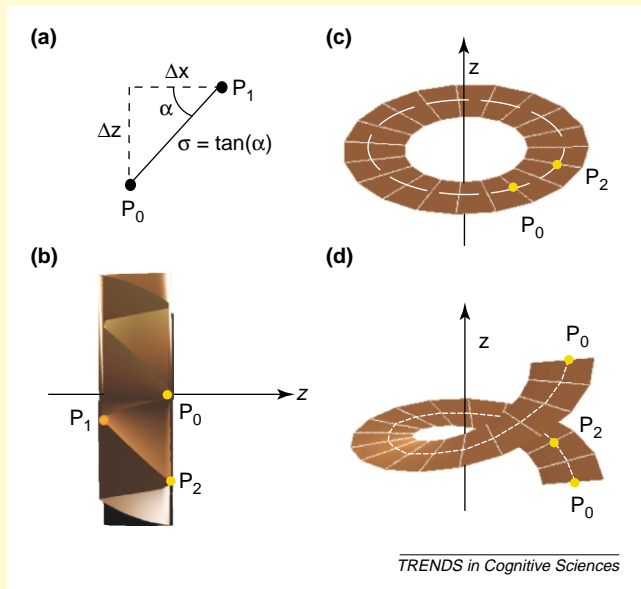 (a)
Δx
P₁
α
Δz
σ = tan(α)
P₀
(b)
z
P₁
P₀
P₂
(c)
z
P₂
P₀
(d)
z
P₀
P₂
P₀
TRENDS in Cognitive Sciences